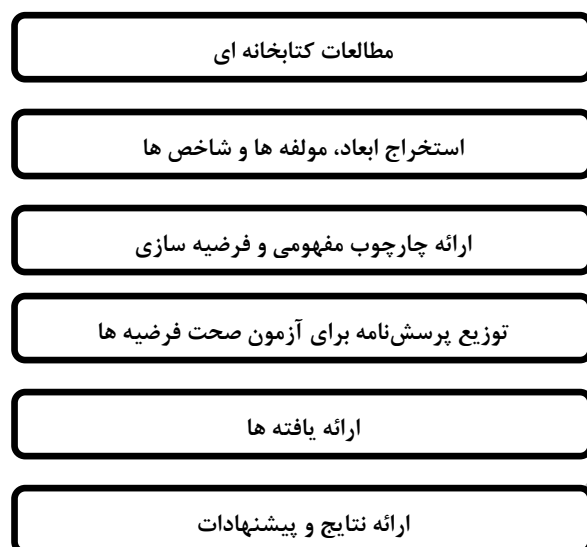 مطالعات کتابخانه ای
استخراج ابعاد، مولفه ها و شاخص ها
ارائه چارچوب مفهومی و فرضیه سازی
توزیع پرسش‌نامه برای آزمون صحت فرضیه ها
ارائه یافته ها
ارائه نتایج و پیشنهادات